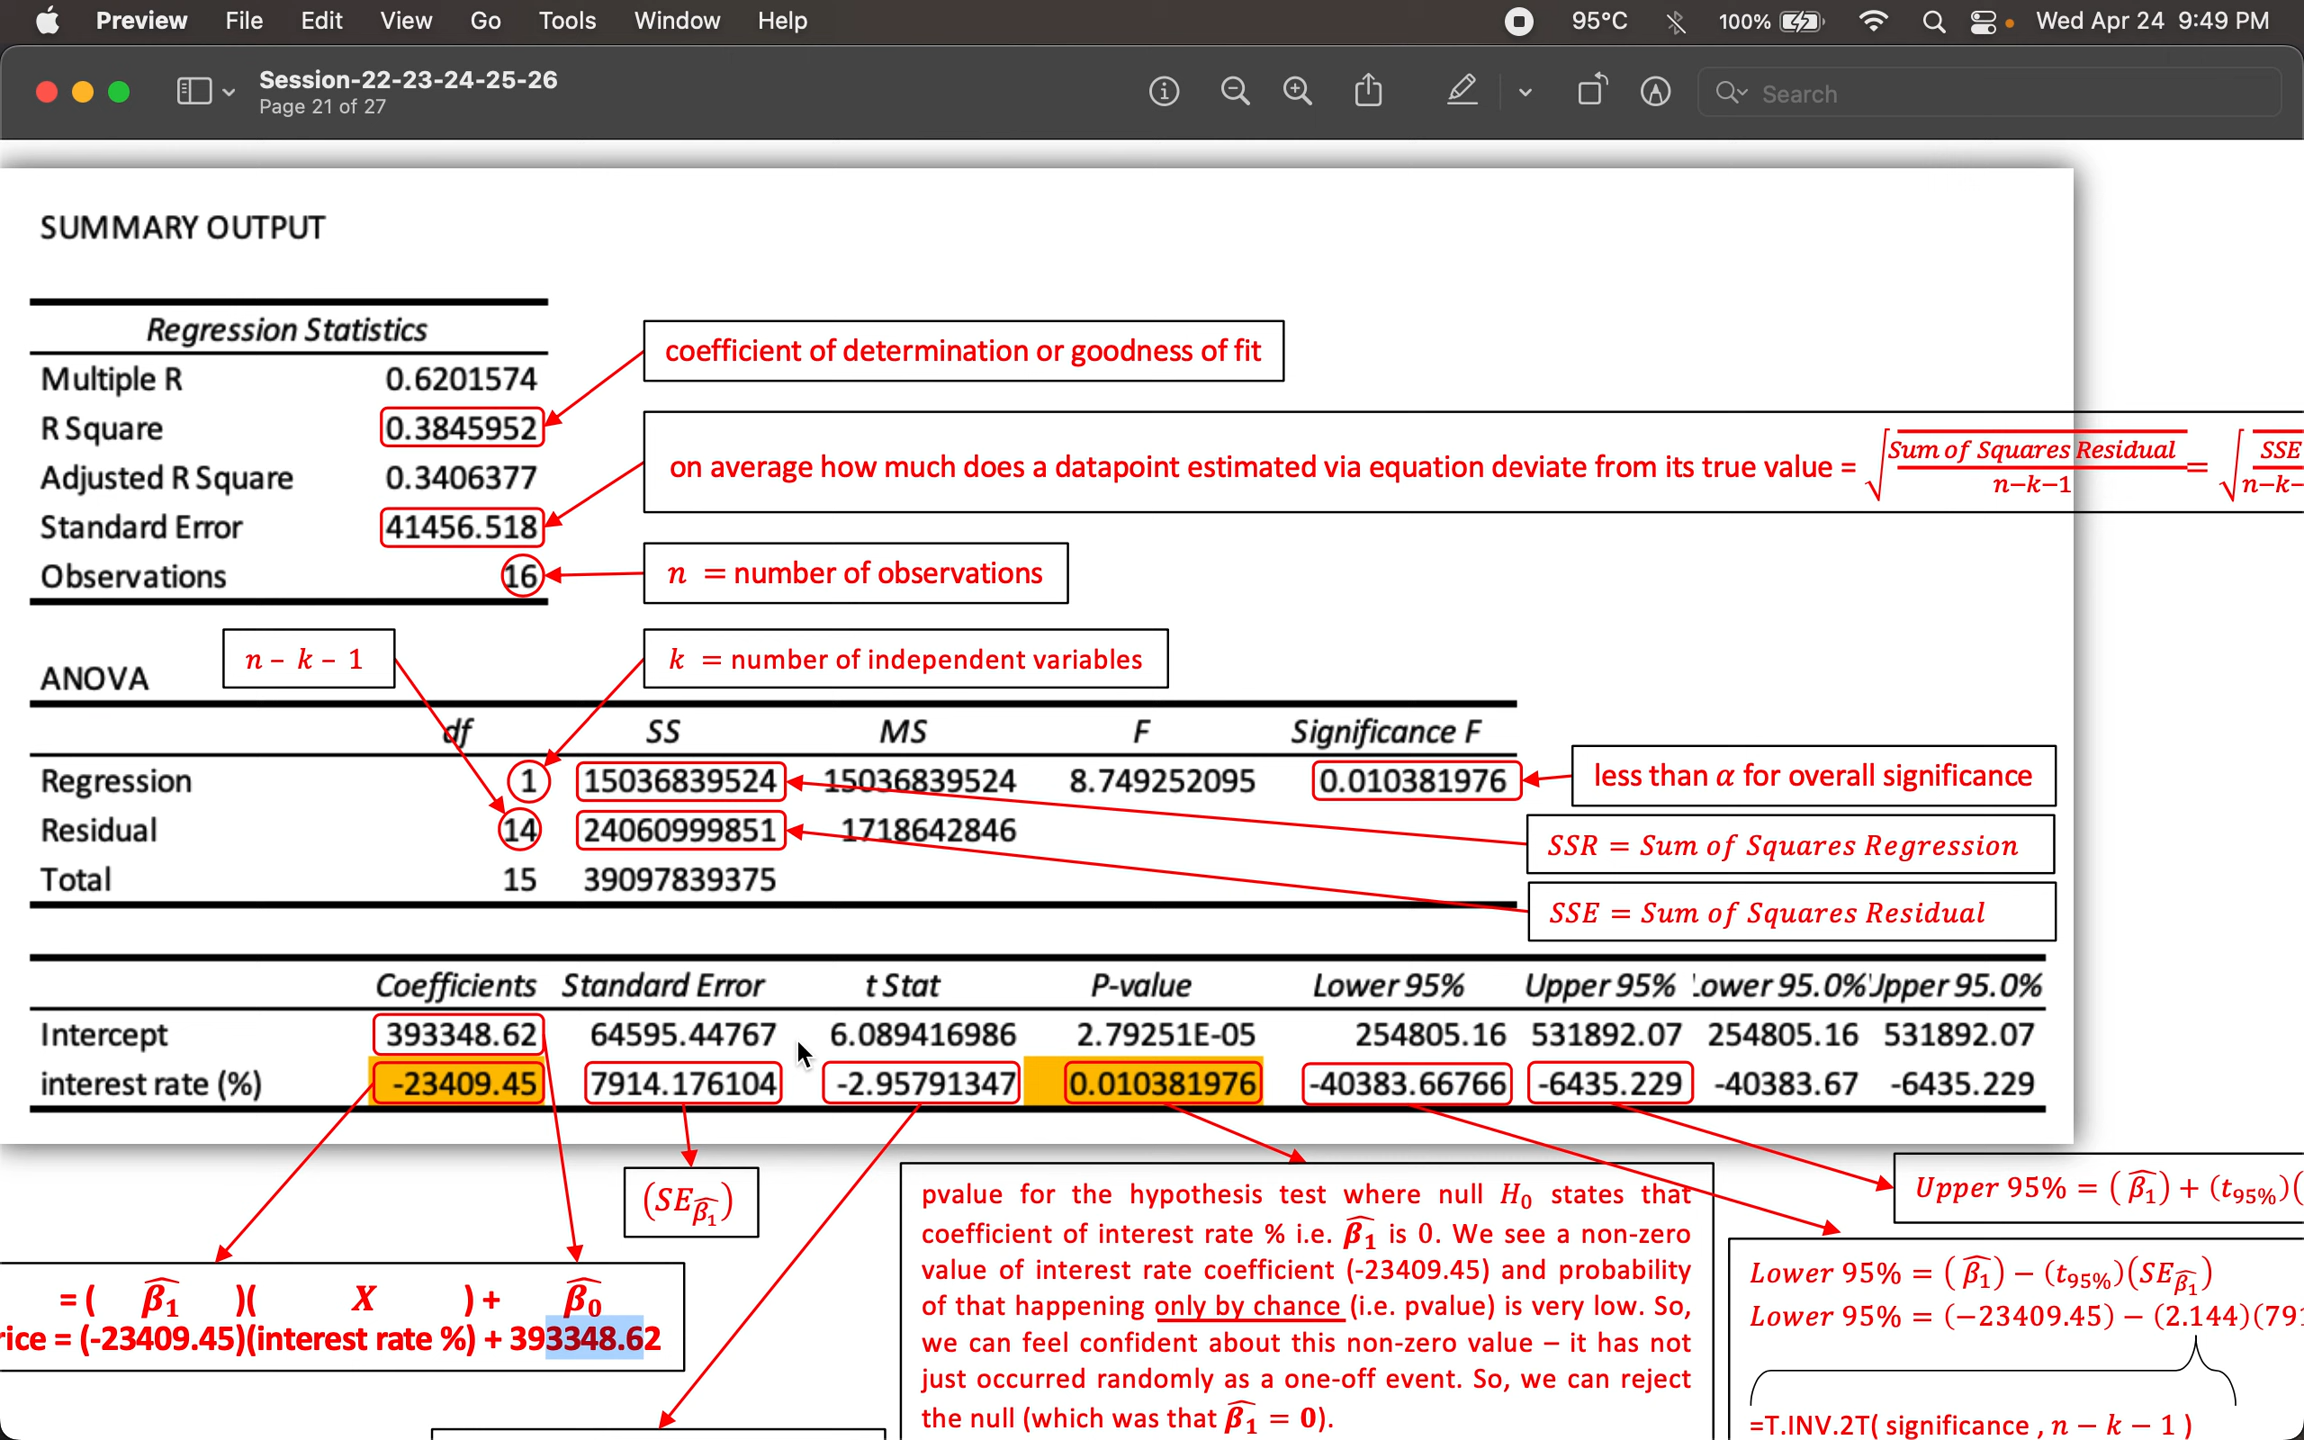 Preview File Edit View Go Tools Window Help 95°C 100% Wed Apr 24 9:49 PM
Session-22-23-24-25-26
Page 21 of 27
Search
SUMMARY OUTPUT
Regression Statistics
Multiple R 0.6201574
R Square 0.3845952
Adjusted R Square 0.3406377
Standard Error 41456.518
Observations 16
coefficient of determination or goodness of fit
on average how much does a datapoint estimated via equation deviate from its true value = √(Sum of Squares Residual / n−k−1) = √(SSE / n−k−
n = number of observations
n – k – 1
k = number of independent variables
ANOVA
df SS MS F Significance F
Regression 1 15036839524 15036839524 8.749252095 0.010381976
Residual 14 24060999851 1718642846
Total 15 39097839375
less than α for overall significance
SSR = Sum of Squares Regression
SSE = Sum of Squares Residual
Coefficients Standard Error t Stat P-value Lower 95% Upper 95% Lower 95.0% Upper 95.0%
Intercept 393348.62 64595.44767 6.089416986 2.79251E-05 254805.16 531892.07 254805.16 531892.07
interest rate (%) -23409.45 7914.176104 -2.95791347 0.010381976 -40383.66766 -6435.229 -40383.67 -6435.229
(SE_β̂₁)
= ( β̂₁ )( X ) + β̂₀
rice = (-23409.45)(interest rate %) + 393348.62
pvalue for the hypothesis test where null H₀ states that
coefficient of interest rate % i.e. β̂₁ is 0. We see a non-zero
value of interest rate coefficient (-23409.45) and probability
of that happening only by chance (i.e. pvalue) is very low. So,
we can feel confident about this non-zero value – it has not
just occurred randomly as a one-off event. So, we can reject
the null (which was that β̂₁ = 0).
Upper 95% = (β̂₁) + (t₉₅%)(
Lower 95% = (β̂₁) − (t₉₅%)(SE_β̂₁)
Lower 95% = (−23409.45) − (2.144)(791
=T.INV.2T( significance , n − k − 1 )